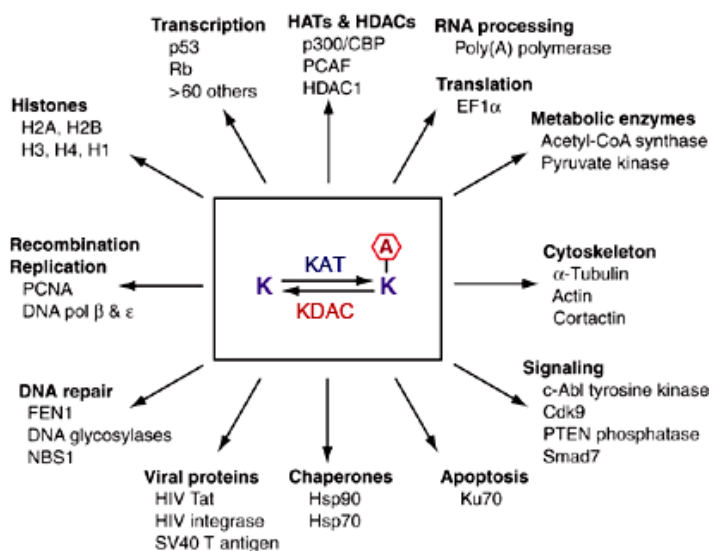 Transcription
p53
Rb
>60 others
HATs & HDACs
p300/CBP
PCAF
HDAC1
RNA processing
Poly(A) polymerase
Translation
EF1α
Histones
H2A, H2B
H3, H4, H1
Metabolic enzymes
Acetyl-CoA synthase
Pyruvate kinase
Recombination
Replication
PCNA
DNA pol β & ε
K
KAT
KDAC
A
K
Cytoskeleton
α-Tubulin
Actin
Cortactin
DNA repair
FEN1
DNA glycosylases
NBS1
Viral proteins
HIV Tat
HIV integrase
SV40 T antigen
Chaperones
Hsp90
Hsp70
Apoptosis
Ku70
Signaling
c-Abl tyrosine kinase
Cdk9
PTEN phosphatase
Smad7